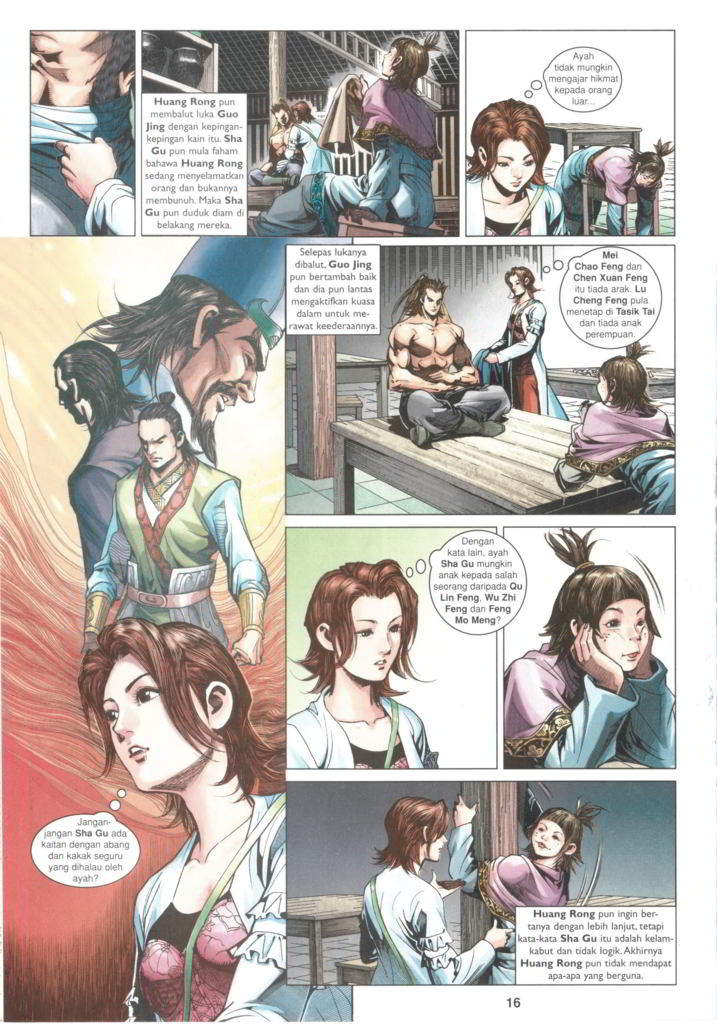 Huang Rong pun
membalut luka Guo
Jing dengan kepingan-
kepingan kain itu. Sha
Gu pun mula faham
bahawa Huang Rong
sedang menyelamatkan
orang dan bukannya
membunuh. Maka Sha
Gu pun duduk diam di
belakang mereka.
Ayah
tidak mungkin
mengajar hikmat
kepada orang
luar...
Selepas lukanya
dibalut, Guo Jing
pun bertambah baik
dan dia pun lantas
mengaktifkan kuasa
dalam untuk me-
rawat keederaannya.
Mei
Chao Feng dan
Chen Xuan Feng
itu tiada arak. Lu
Cheng Feng pula
menetap di Tasik Tai
dan tiada anak
perempuan.
Dengan
kata lain, ayah
Sha Gu mungkin
anak kepada salah
seorang daripada Qu
Lin Feng, Wu Zhi
Feng dan Feng
Mo Meng?
Jangan-
jangan Sha Gu ada
kaitan dengan abang
dan kakak seguru
yang dihalau oleh
ayah?
Huang Rong pun ingin ber-
tanya dengan lebih lanjut, tetapi
kata-kata Sha Gu itu adalah kelam-
kabut dan tidak logik. Akhirnya
Huang Rong pun tidak mendapat
apa-apa yang berguna.
16